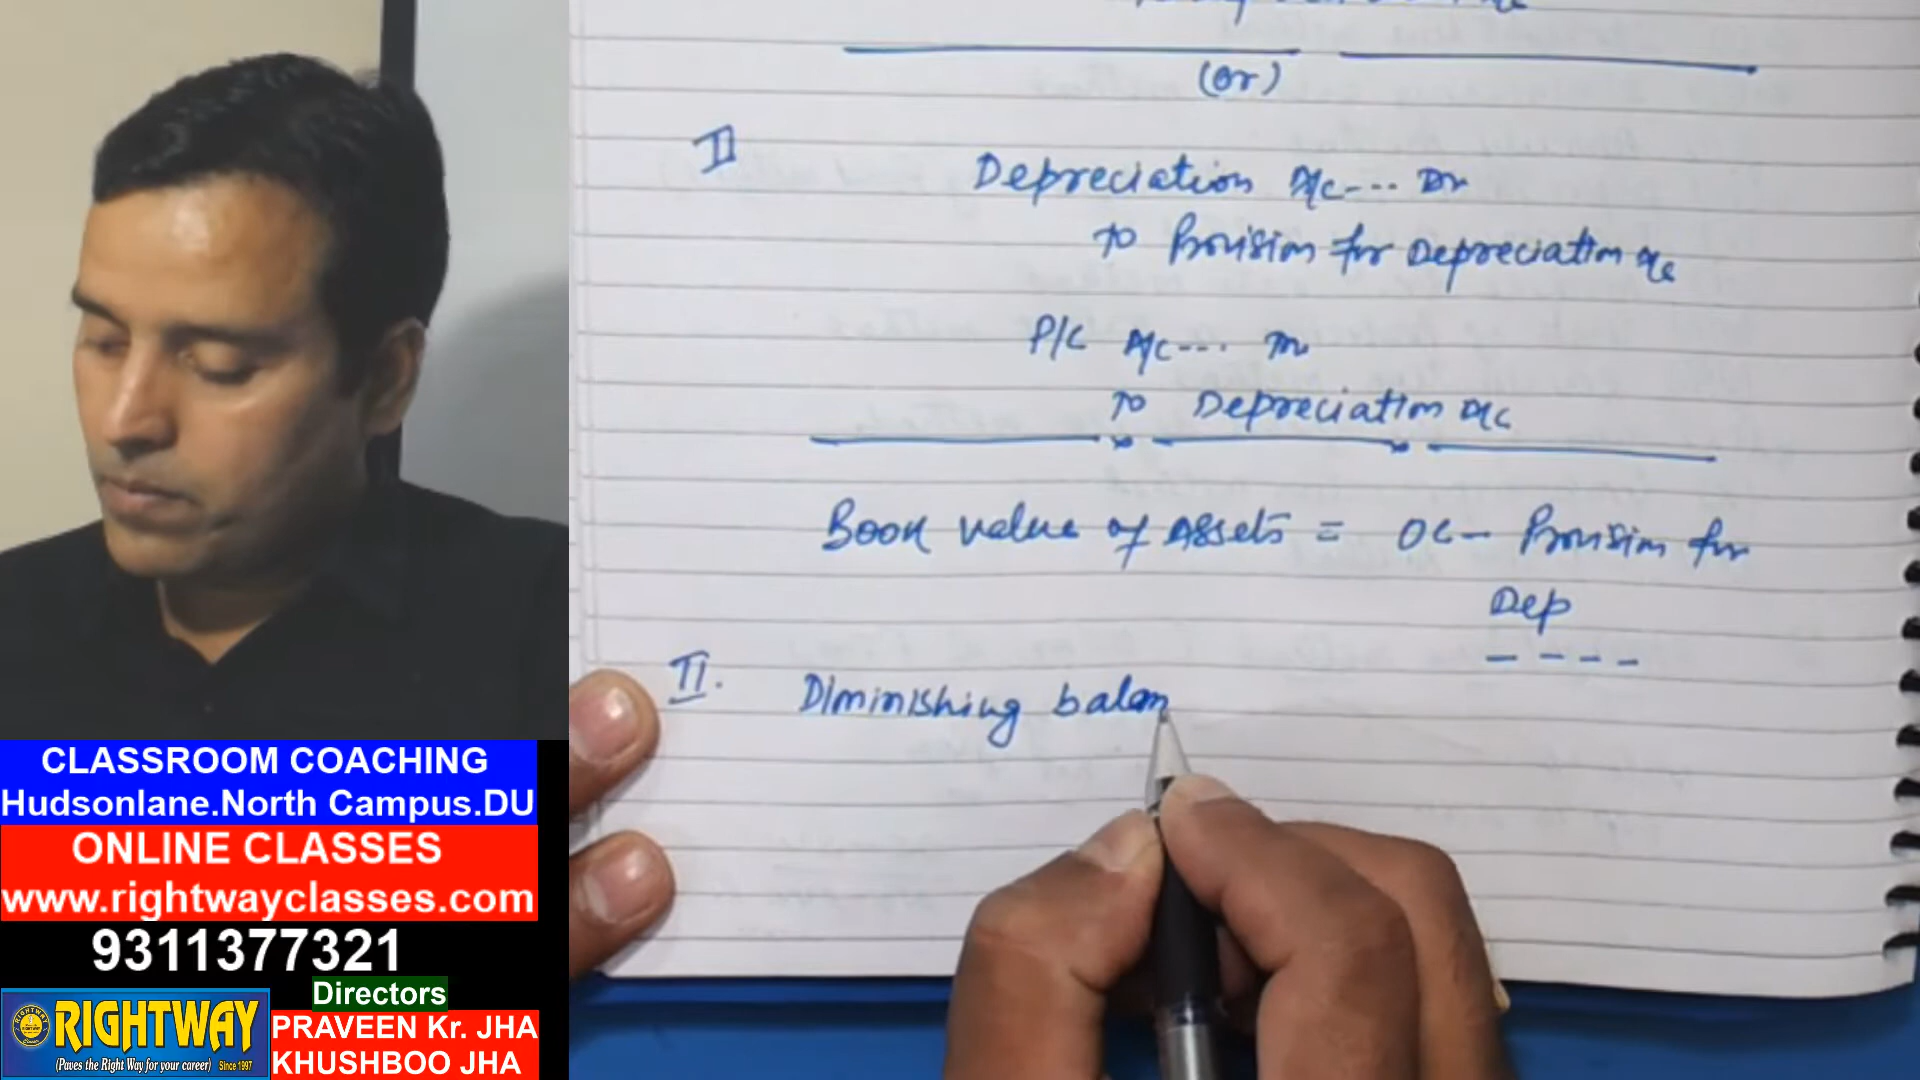 (or)
II
Depreciation A/c--- Dr
To Provision for Depreciation A/c
P/L A/c--- Dr
To Depreciation A/c
Book value of Assets = OC - Provision for
Dep
II.
Diminishing balan
CLASSROOM COACHING
Hudsonlane.North Campus.DU
ONLINE CLASSES
www.rightwayclasses.com
9311377321
Directors
PRAVEEN Kr. JHA
KHUSHBOO JHA
RIGHTWAY
(Paves the Right Way for your career)
Since 1997